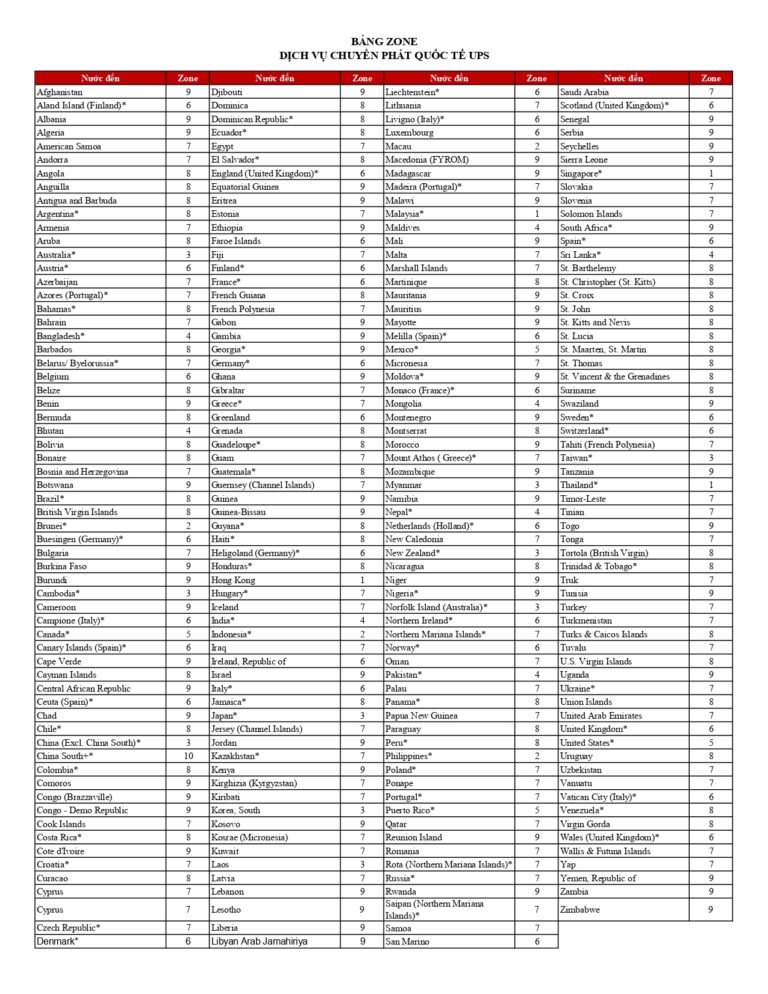 BẢNG ZONE
DỊCH VỤ CHUYỂN PHÁT QUỐC TẾ UPS
Nước đến Zone Nước đến Zone Nước đến Zone Nước đến Zone
Afghanistan 9 Djibouti 9 Liechtenstein* 6 Saudi Arabia 7
Aland Island (Finland)* 6 Dominica 8 Lithuania 7 Scotland (United Kingdom)* 6
Albania 9 Dominican Republic* 8 Livigno (Italy)* 6 Senegal 9
Algeria 9 Ecuador* 8 Luxembourg 6 Serbia 9
American Samoa 7 Egypt 7 Macau 2 Seychelles 9
Andorra 7 El Salvador* 8 Macedonia (FYROM) 9 Sierra Leone 9
Angola 8 England (United Kingdom)* 6 Madagascar 9 Singapore* 1
Anguilla 8 Equatorial Guinea 9 Madeira (Portugal)* 7 Slovakia 7
Antigua and Barbuda 8 Eritrea 9 Malawi 9 Slovenia 7
Argentina* 8 Estonia 7 Malaysia* 1 Solomon Islands 7
Armenia 7 Ethiopia 9 Maldives 4 South Africa* 9
Aruba 8 Faroe Islands 6 Mali 9 Spain* 6
Australia* 3 Fiji 7 Malta 7 Sri Lanka* 4
Austria* 6 Finland* 6 Marshall Islands 7 St. Barthelemy 8
Azerbaijan 7 France* 6 Martinique 8 St. Christopher (St. Kitts) 8
Azores (Portugal)* 7 French Guiana 8 Mauritania 9 St. Croix 8
Bahamas* 8 French Polynesia 7 Mauritius 9 St. John 8
Bahrain 7 Gabon 9 Mayotte 9 St. Kitts and Nevis 8
Bangladesh* 4 Gambia 9 Melilla (Spain)* 6 St. Lucia 8
Barbados 8 Georgia* 7 Mexico* 5 St. Maarten, St. Martin 8
Belarus/ Byelorussia* 7 Germany* 6 Micronesia 7 St. Thomas 8
Belgium 6 Ghana 9 Moldova* 9 St. Vincent & the Grenadines 8
Belize 8 Gibraltar 7 Monaco (France)* 6 Suriname 8
Benin 9 Greece* 7 Mongolia 4 Swaziland 9
Bermuda 8 Greenland 6 Montenegro 9 Sweden* 6
Bhutan 4 Grenada 8 Montserrat 8 Switzerland* 6
Bolivia 8 Guadeloupe* 8 Morocco 9 Tahiti (French Polynesia) 7
Bonaire 8 Guam 7 Mount Athos ( Greece)* 7 Taiwan* 3
Bosnia and Herzegovina 7 Guatemala* 8 Mozambique 9 Tanzania 9
Botswana 9 Guernsey (Channel Islands) 7 Myanmar 3 Thailand* 1
Brazil* 8 Guinea 9 Namibia 9 Timor-Leste 7
British Virgin Islands 8 Guinea-Bissau 9 Nepal* 4 Tinian 7
Brunei* 2 Guyana* 8 Netherlands (Holland)* 6 Togo 9
Buesingen (Germany)* 6 Haiti* 8 New Caledonia 7 Tonga 7
Bulgaria 7 Heligoland (Germany)* 6 New Zealand* 3 Tortola (British Virgin) 8
Burkina Faso 9 Honduras* 8 Nicaragua 8 Trinidad & Tobago* 8
Burundi 9 Hong Kong 1 Niger 9 Truk 7
Cambodia* 3 Hungary* 7 Nigeria* 9 Tunisia 9
Cameroon 9 Iceland 7 Norfolk Island (Australia)* 3 Turkey 7
Campione (Italy)* 6 India* 4 Northern Ireland* 6 Turkmenistan 7
Canada* 5 Indonesia* 2 Northern Mariana Islands* 7 Turks & Caicos Islands 8
Canary Islands (Spain)* 6 Iraq 7 Norway* 6 Tuvalu 7
Cape Verde 9 Ireland, Republic of 6 Oman 7 U.S. Virgin Islands 8
Cayman Islands 8 Israel 9 Pakistan* 4 Uganda 9
Central African Republic 9 Italy* 6 Palau 7 Ukraine* 7
Ceuta (Spain)* 6 Jamaica* 8 Panama* 8 Union Islands 8
Chad 9 Japan* 3 Papua New Guinea 7 United Arab Emirates 7
Chile* 8 Jersey (Channel Islands) 7 Paraguay 8 United Kingdom* 6
China (Excl. China South)* 3 Jordan 9 Peru* 8 United States* 5
China South+* 10 Kazakhstan* 7 Philippines* 2 Uruguay 8
Colombia* 8 Kenya 9 Poland* 7 Uzbekistan 7
Comoros 9 Kirghizia (Kyrgyzstan) 7 Ponape 7 Vanuatu 7
Congo (Brazzaville) 9 Kiribati 7 Portugal* 7 Vatican City (Italy)* 6
Congo - Demo Republic 9 Korea, South 3 Puerto Rico* 5 Venezuela* 8
Cook Islands 7 Kosovo 9 Qatar 7 Virgin Gorda 8
Costa Rica* 8 Kosrae (Micronesia) 7 Reunion Island 9 Wales (United Kingdom)* 6
Cote d'Ivoire 9 Kuwait 7 Romania 7 Wallis & Futuna Islands 7
Croatia* 7 Laos 3 Rota (Northern Mariana Islands)* 7 Yap 7
Curacao 8 Latvia 7 Russia* 7 Yemen, Republic of 9
Cyprus 7 Lebanon 9 Rwanda 9 Zambia 9
Cyprus 7 Lesotho 9 Saipan (Northern Mariana Islands)* 7 Zimbabwe 9
Czech Republic* 7 Liberia 9 Samoa 7
Denmark* 6 Libyan Arab Jamahiriya 9 San Marino 6